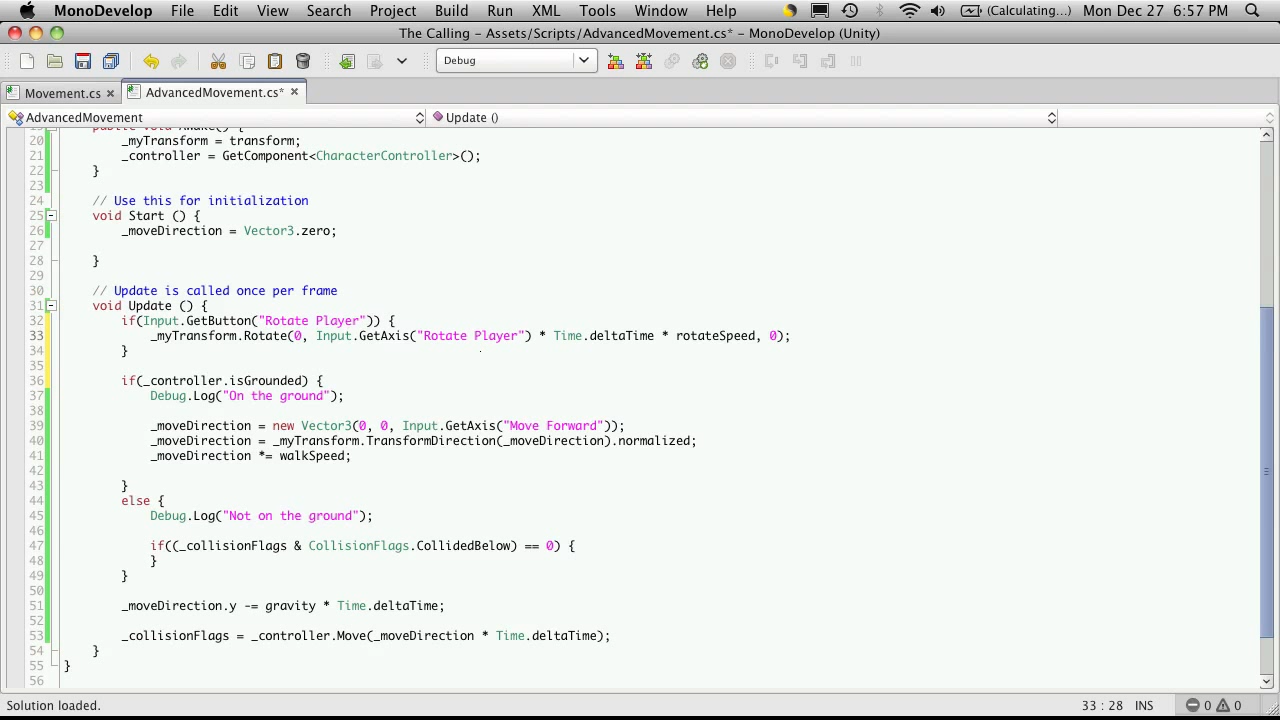 MonoDevelop File Edit View Search Project Build Run XML Tools Window Help (Calculating...) Mon Dec 27 6:57 PM
The Calling - Assets/Scripts/AdvancedMovement.cs* - MonoDevelop (Unity)
Debug
Movement.cs × AdvancedMovement.cs* ×
AdvancedMovement Update ()
19 public void Awake() {
20 _myTransform = transform;
21 _controller = GetComponent<CharacterController>();
22 }
23
24 // Use this for initialization
25 void Start () {
26 _moveDirection = Vector3.zero;
27
28 }
29
30 // Update is called once per frame
31 void Update () {
32 if(Input.GetButton("Rotate Player")) {
33 _myTransform.Rotate(0, Input.GetAxis("Rotate Player") * Time.deltaTime * rotateSpeed, 0);
34 }
35
36 if(_controller.isGrounded) {
37 Debug.Log("On the ground");
38
39 _moveDirection = new Vector3(0, 0, Input.GetAxis("Move Forward"));
40 _moveDirection = _myTransform.TransformDirection(_moveDirection).normalized;
41 _moveDirection *= walkSpeed;
42
43 }
44 else {
45 Debug.Log("Not on the ground");
46
47 if((_collisionFlags & CollisionFlags.CollidedBelow) == 0) {
48 }
49 }
50
51 _moveDirection.y -= gravity * Time.deltaTime;
52
53 _collisionFlags = _controller.Move(_moveDirection * Time.deltaTime);
54 }
55 }
56
Solution loaded. 33 : 28 INS 0 0